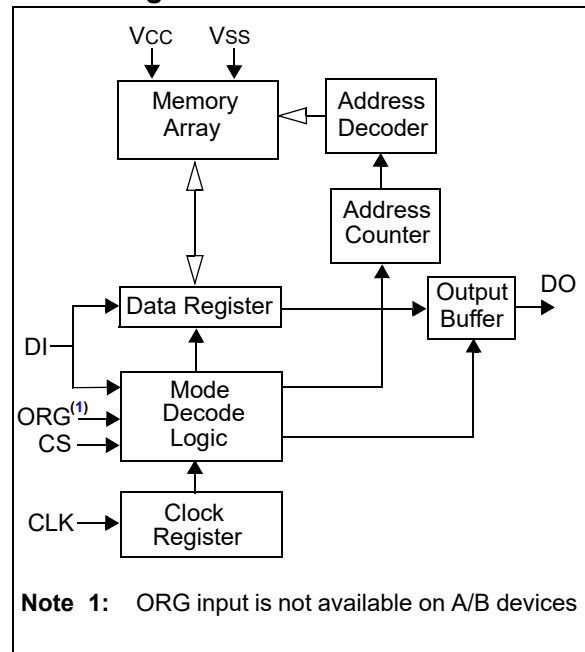 VCC VSS
Memory
Array
Address
Decoder
Address
Counter
Data Register
Output
Buffer
DO
DI
Mode
Decode
Logic
ORG(1)
CS
CLK
Clock
Register
Note 1: ORG input is not available on A/B devices